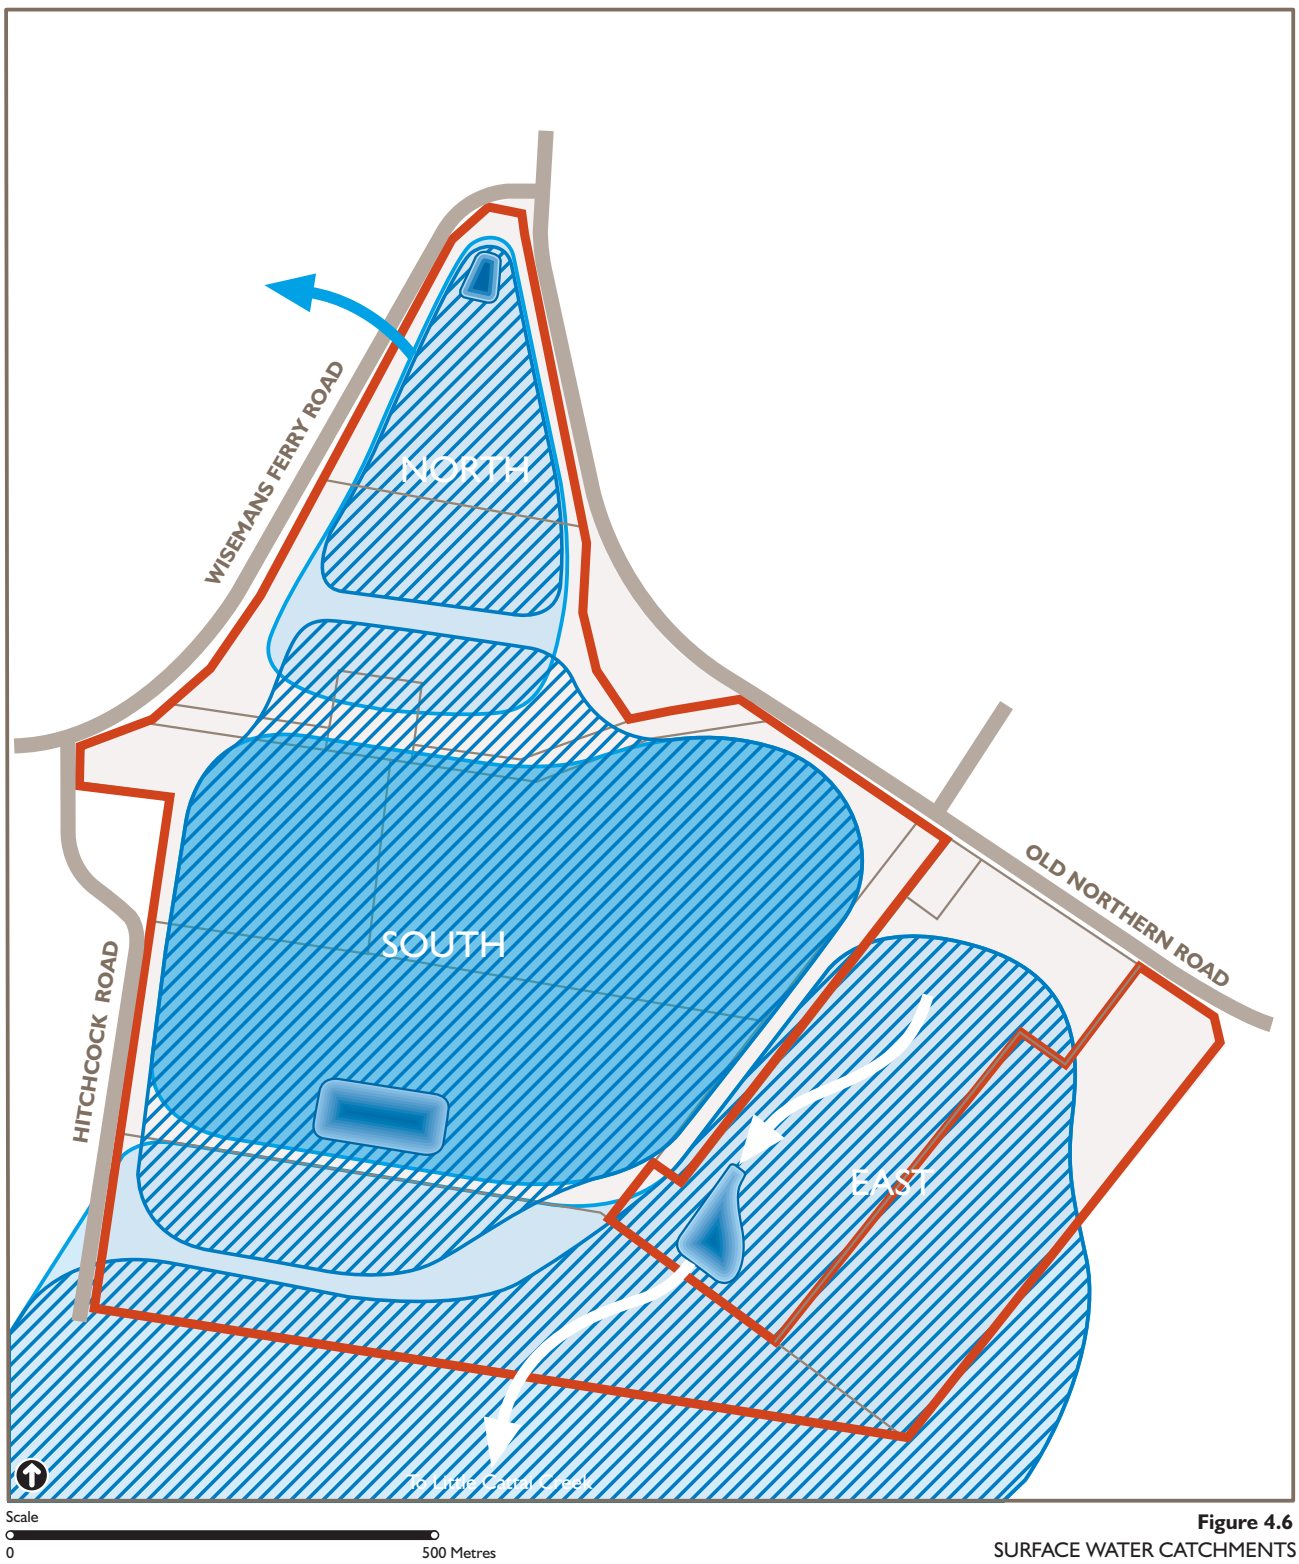 WISEMANS FERRY ROAD
NORTH
OLD NORTHERN ROAD
SOUTH
HITCHCOCK ROAD
EAST
To Little Cattai Creek
Scale
0
500 Metres
Figure 4.6
SURFACE WATER CATCHMENTS